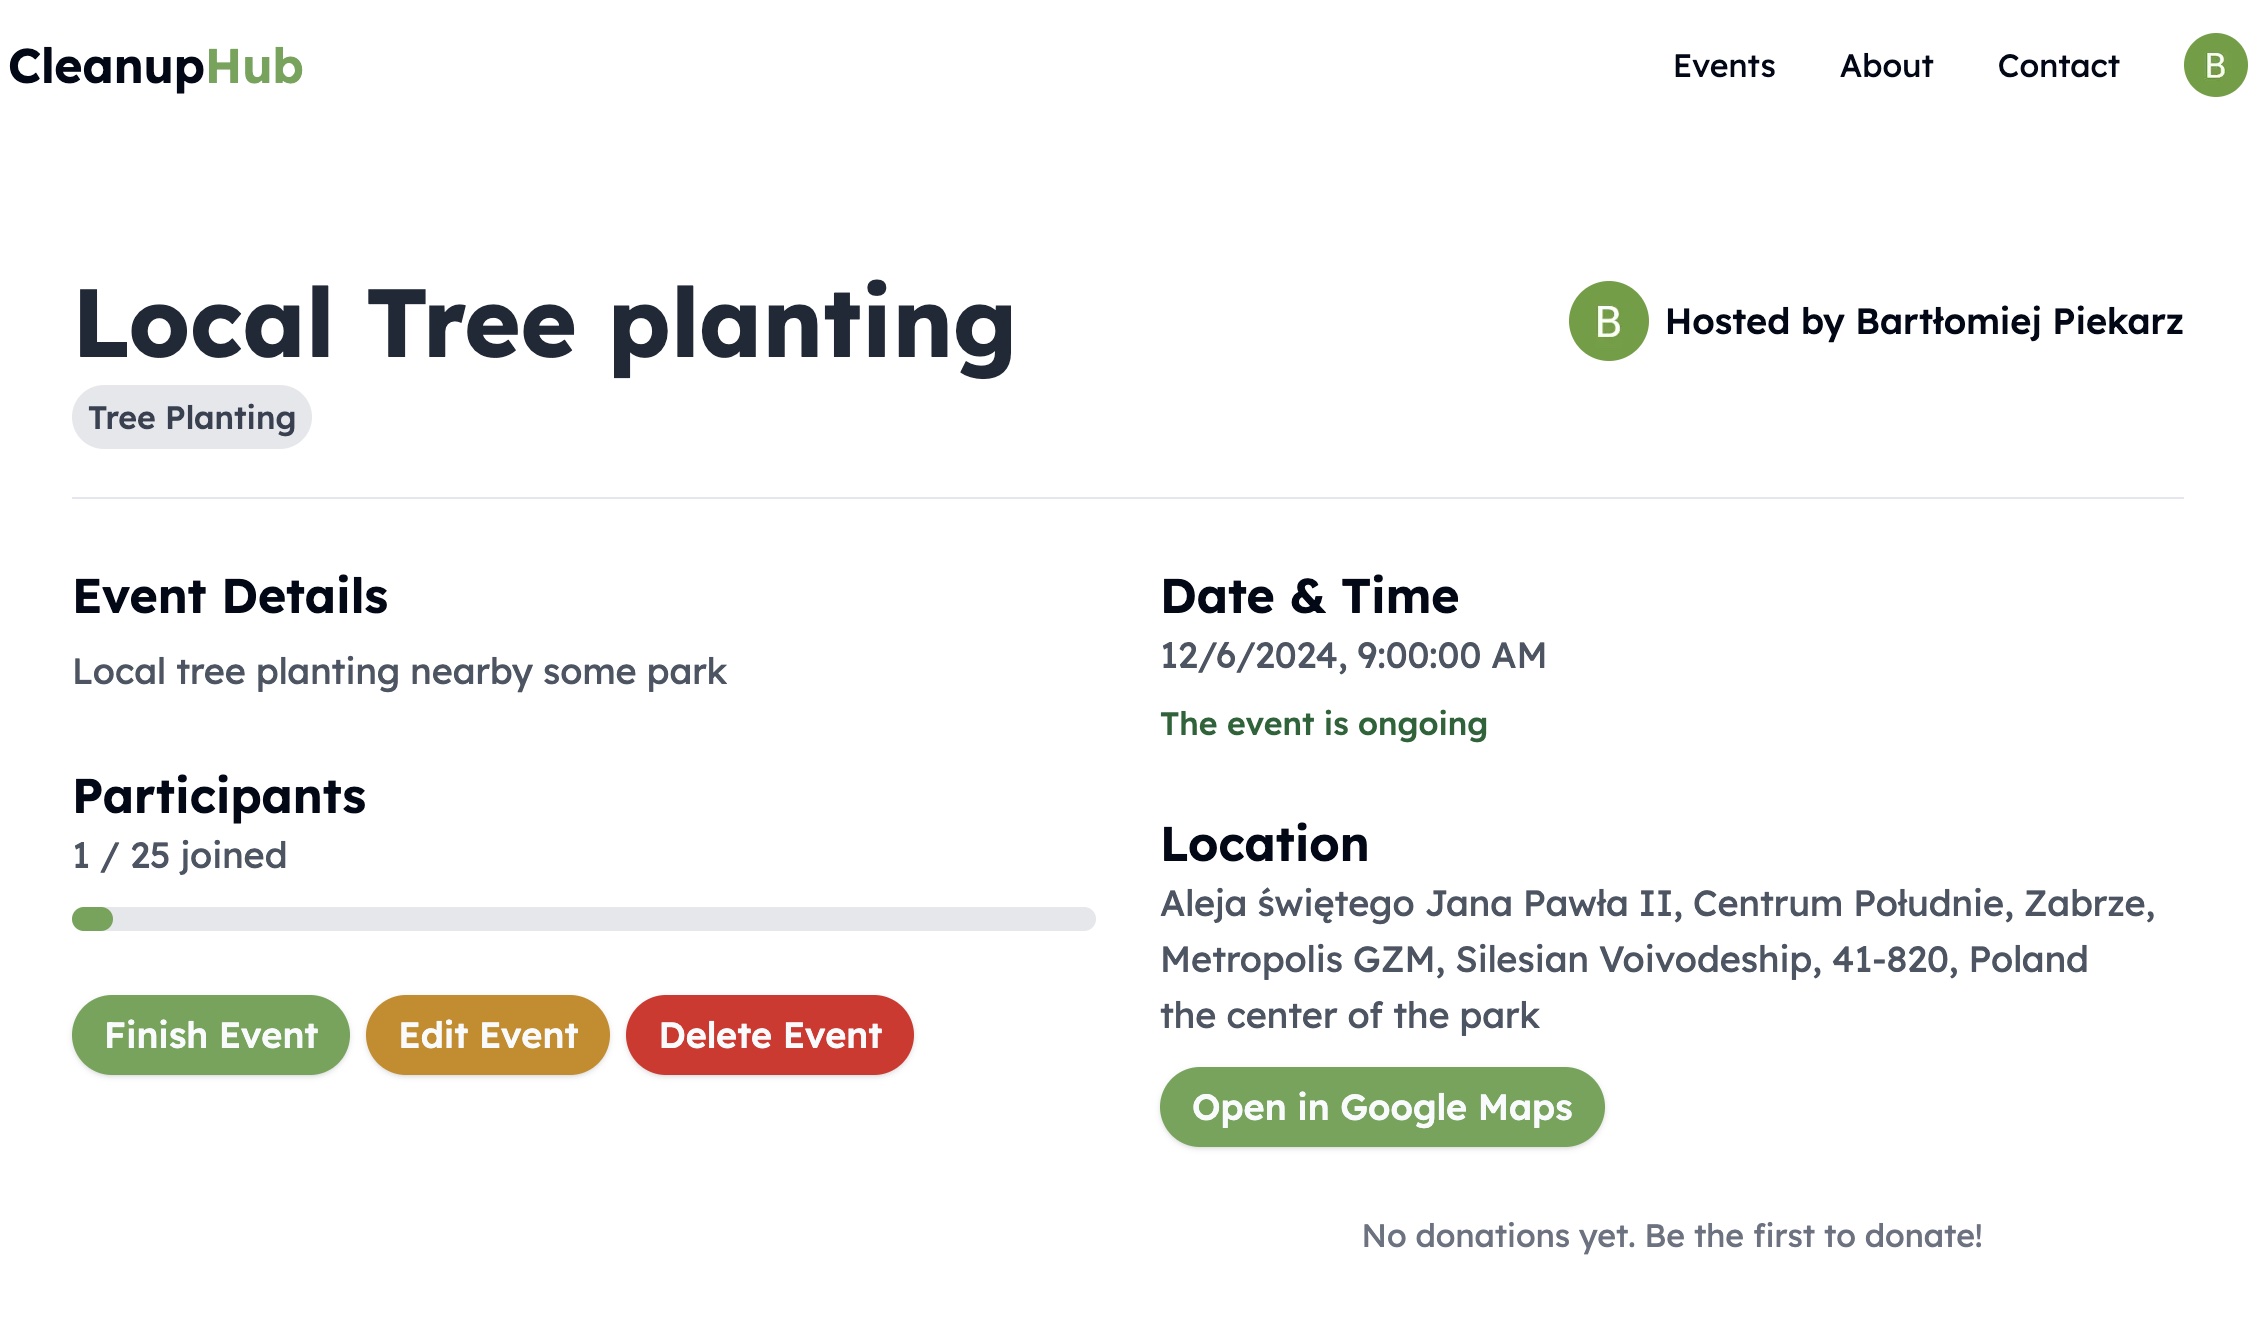 CleanupHub
Events
About
Contact
B
Local Tree planting
B
Hosted by Bartłomiej Piekarz
Tree Planting
Event Details
Local tree planting nearby some park
Participants
1 / 25 joined
Finish Event
Edit Event
Delete Event
Date & Time
12/6/2024, 9:00:00 AM
The event is ongoing
Location
Aleja świętego Jana Pawła II, Centrum Południe, Zabrze,
Metropolis GZM, Silesian Voivodeship, 41-820, Poland
the center of the park
Open in Google Maps
No donations yet. Be the first to donate!